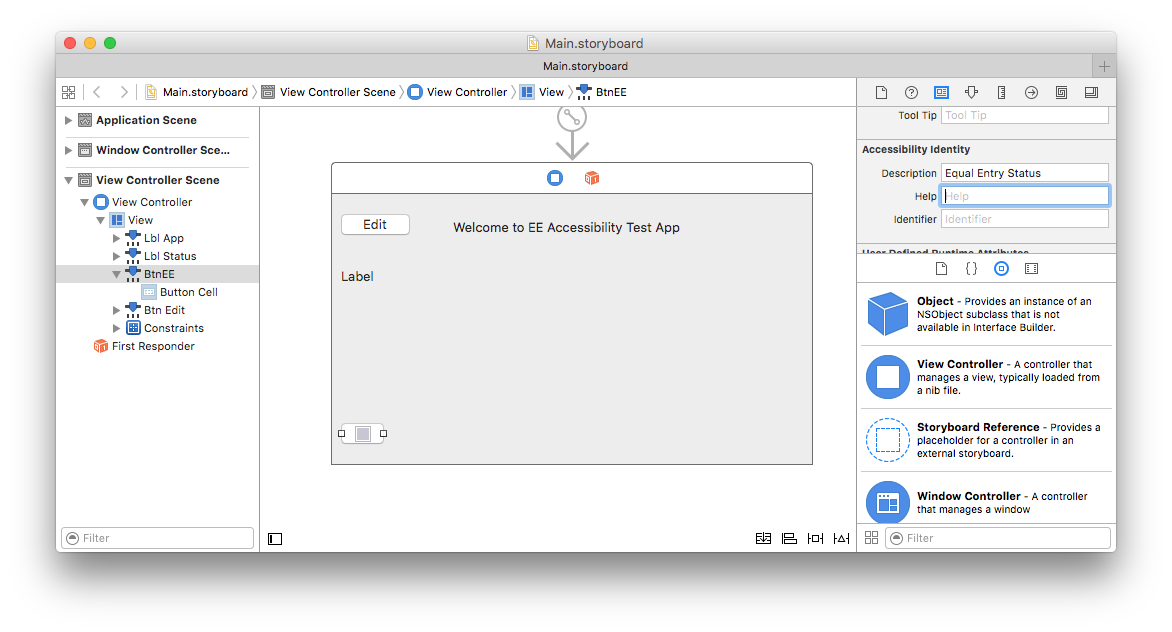 Main.storyboard
Main.storyboard
Main.storyboard
View Controller Scene
View Controller
View
BtnEE
Application Scene
Window Controller Sce...
View Controller Scene
View Controller
View
Lbl App
Lbl Status
BtnEE
Button Cell
Btn Edit
Constraints
First Responder
Filter
Edit
Welcome to EE Accessibility Test App
Label
Tool Tip
Tool Tip
Accessibility Identity
Description
Equal Entry Status
Help
Help
Identifier
Identifier
User Defined Runtime Attributes
Object - Provides an instance of an
NSObject subclass that is not
available in Interface Builder.
View Controller - A controller that
manages a view, typically loaded from
a nib file.
Storyboard Reference - Provides a
placeholder for a controller in an
external storyboard.
Window Controller - A controller
that manages a window
Filter